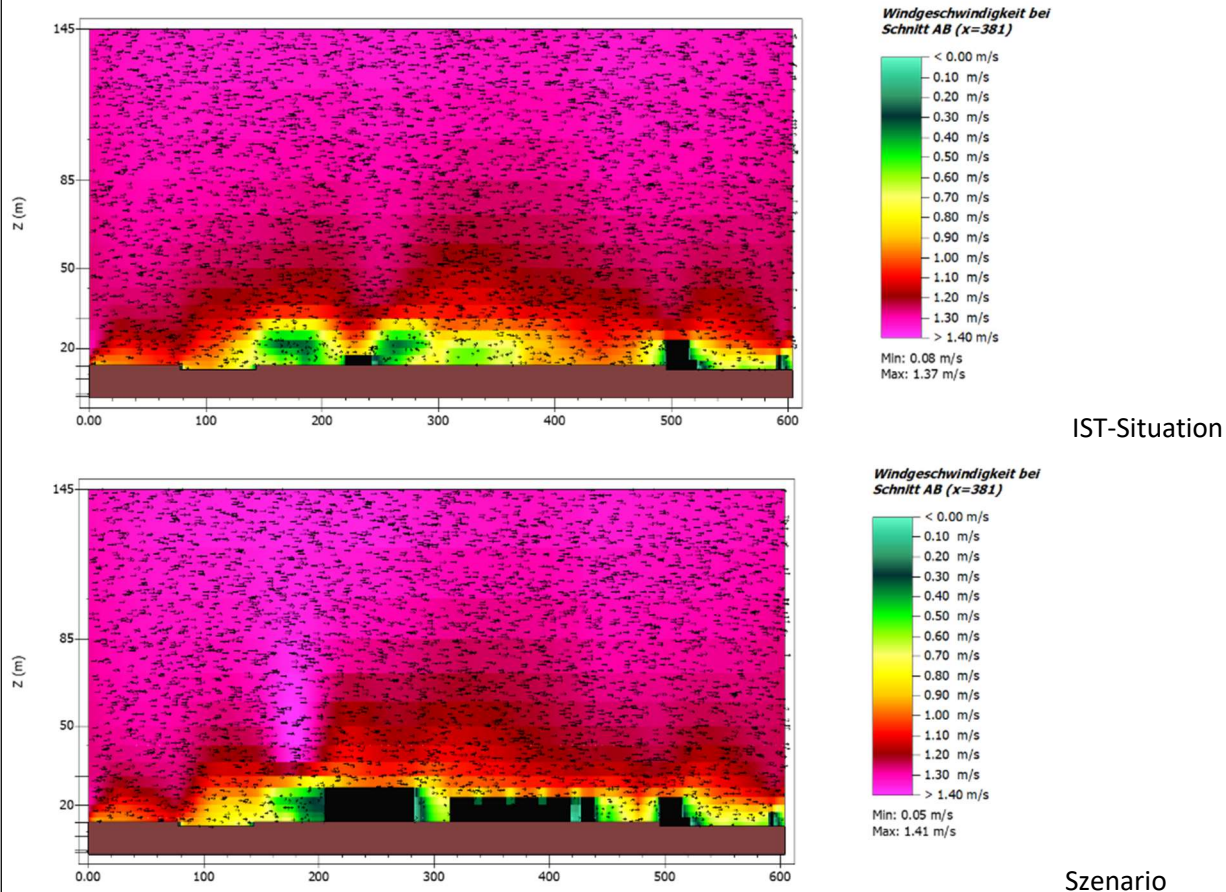 Windgeschwindigkeit bei
Schnitt AB (x=381)
< 0.00 m/s
0.10 m/s
0.20 m/s
0.30 m/s
0.40 m/s
0.50 m/s
0.60 m/s
0.70 m/s
0.80 m/s
0.90 m/s
1.00 m/s
1.10 m/s
1.20 m/s
1.30 m/s
> 1.40 m/s
Min: 0.08 m/s
Max: 1.37 m/s
Z (m)
145
85
50
20
0.00 100 200 300 400 500 600
IST-Situation
Windgeschwindigkeit bei
Schnitt AB (x=381)
< 0.00 m/s
0.10 m/s
0.20 m/s
0.30 m/s
0.40 m/s
0.50 m/s
0.60 m/s
0.70 m/s
0.80 m/s
0.90 m/s
1.00 m/s
1.10 m/s
1.20 m/s
1.30 m/s
> 1.40 m/s
Min: 0.05 m/s
Max: 1.41 m/s
Z (m)
145
85
50
20
0.00 100 200 300 400 500 600
Szenario